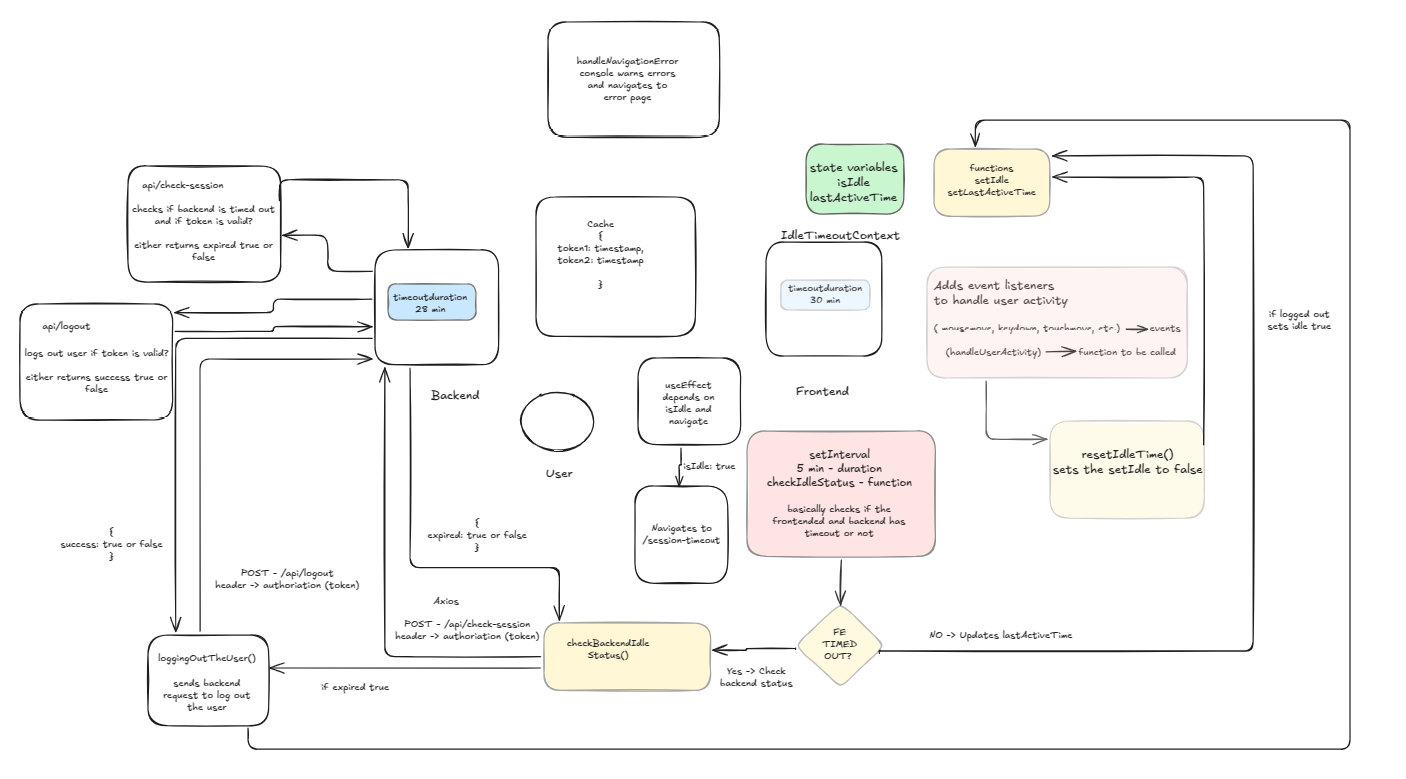 handleNavigationError
console warns errors
and navigates to
error page
state variables
isIdle
lastActiveTime
functions
setIdle
setLastActiveTime
api/check-session
checks if backend is timed out
and if token is valid?
either returns expired true or
false
Cache
{
token1: timestamp,
token2: timestamp
}
IdleTimeoutContext
timeoutduration
30 min
Frontend
timeoutduration
28 min
Backend
api/logout
logs out user if token is valid?
either returns success true or
false
Adds event listeners
to handle user activity
( mousemove, keydown, touchmove, etc.)
events
(handleUserActivity)
function to be called
if logged out
sets idle true
useEffect
depends on
isIdle and
navigate
isIdle: true
Navigates to
/session-timeout
User
setInterval
5 min - duration
checkIdleStatus - function
basically checks if the
frontended and backend has
timeout or not
resetIdleTime()
sets the setIdle to false
{
success: true or false
}
{
expired: true or false
}
POST - /api/logout
header -> authoriation (token)
Axios
POST - /api/check-session
header -> authoriation (token)
checkBackendIdle
Status()
FE
TIMED
OUT?
NO -> Updates lastActiveTime
Yes -> Check
backend status
loggingOutTheUser()
sends backend
request to log out
the user
if expired true